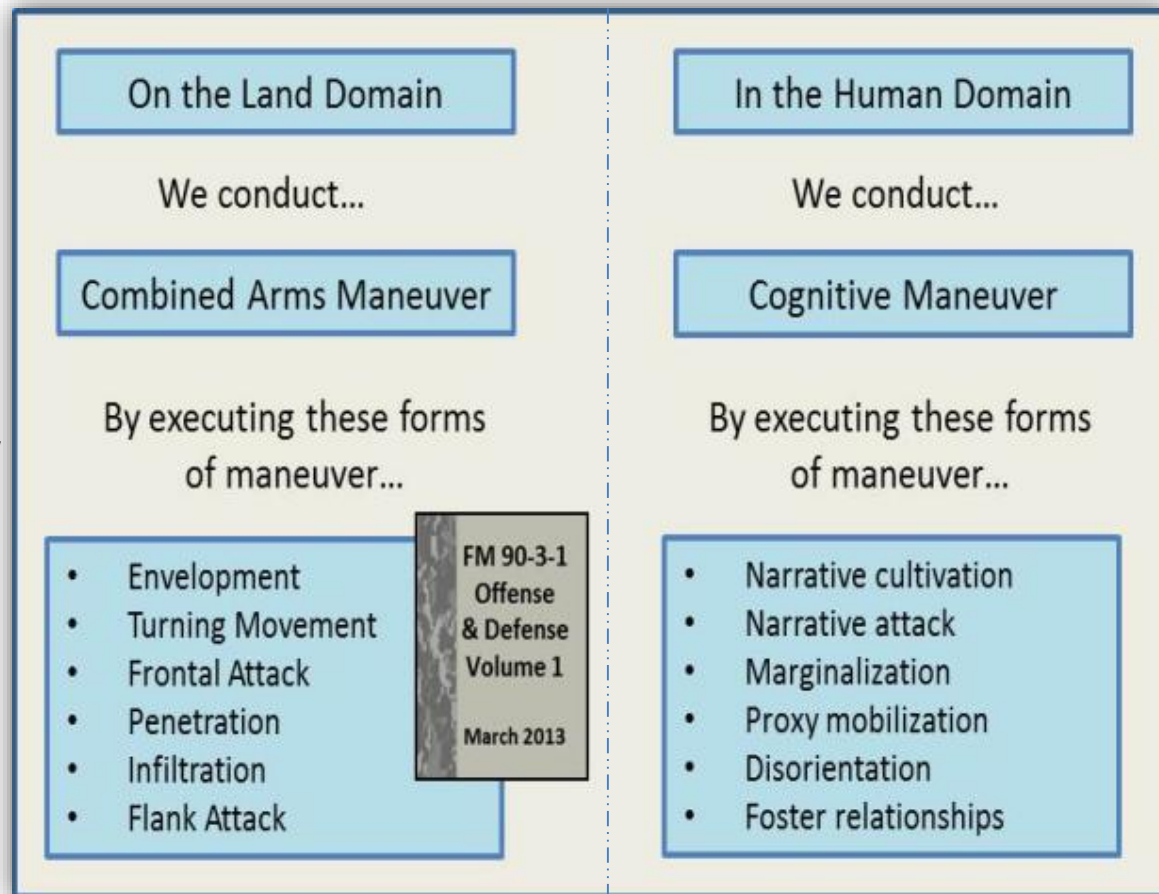 On the Land Domain
We conduct...
Combined Arms Maneuver
By executing these forms
of maneuver...
• Envelopment
• Turning Movement
• Frontal Attack
• Penetration
• Infiltration
• Flank Attack
FM 90-3-1
Offense
& Defense
Volume 1
March 2013
In the Human Domain
We conduct...
Cognitive Maneuver
By executing these forms
of maneuver...
• Narrative cultivation
• Narrative attack
• Marginalization
• Proxy mobilization
• Disorientation
• Foster relationships